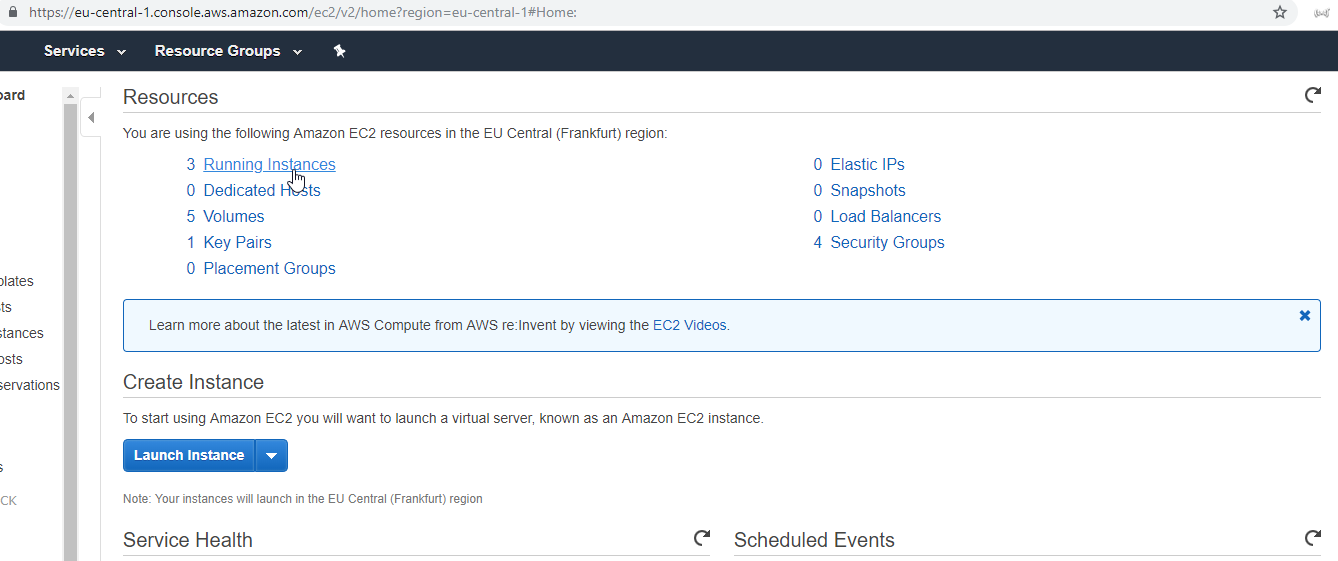 https://eu-central-1.console.aws.amazon.com/ec2/v2/home?region=eu-central-1#Home:
Services Resource Groups
oard
Resources
You are using the following Amazon EC2 resources in the EU Central (Frankfurt) region:
3 Running Instances
0 Elastic IPs
0 Dedicated Hosts
0 Snapshots
5 Volumes
0 Load Balancers
1 Key Pairs
4 Security Groups
0 Placement Groups
plates
sts
stances
osts
servations
s
CK
Learn more about the latest in AWS Compute from AWS re:Invent by viewing the EC2 Videos.
Create Instance
To start using Amazon EC2 you will want to launch a virtual server, known as an Amazon EC2 instance.
Launch Instance
Note: Your instances will launch in the EU Central (Frankfurt) region
Service Health
Scheduled Events